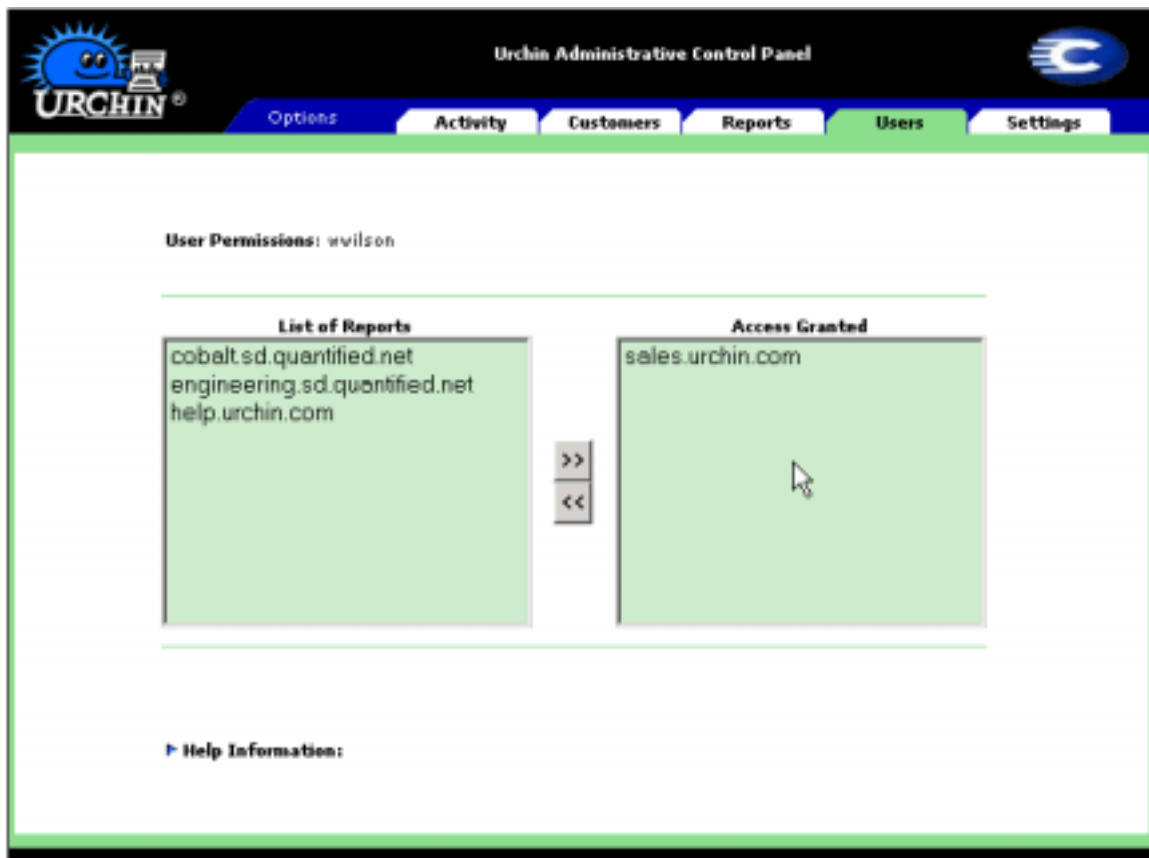 Urchin Administrative Control Panel
URCHIN®
Options Activity Customers Reports Users Settings
User Permissions: wwilson
List of Reports Access Granted
cobalt.sd.quantified.net sales.urchin.com
engineering.sd.quantified.net
help.urchin.com
>>
<<
Help Information: